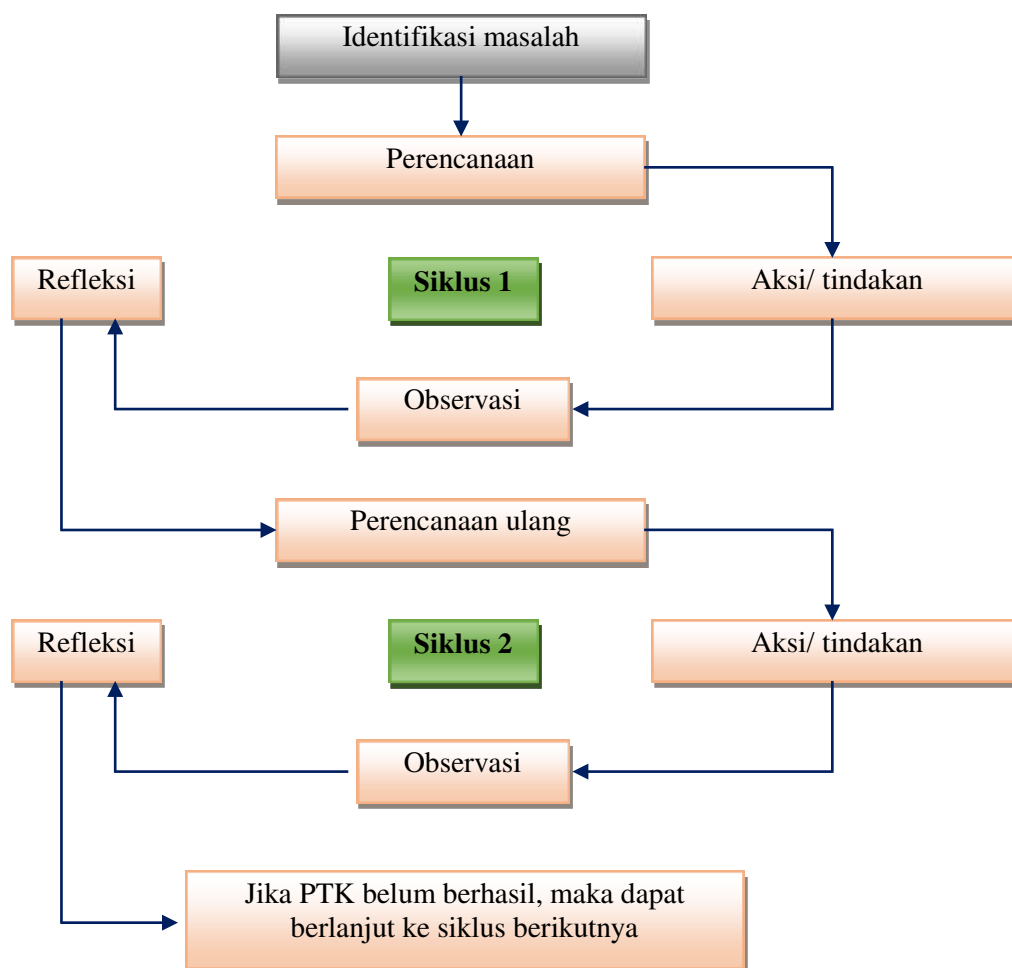 Identifikasi masalah
Perencanaan
Refleksi
Siklus 1
Aksi/ tindakan
Observasi
Perencanaan ulang
Refleksi
Siklus 2
Aksi/ tindakan
Observasi
Jika PTK belum berhasil, maka dapat
berlanjut ke siklus berikutnya